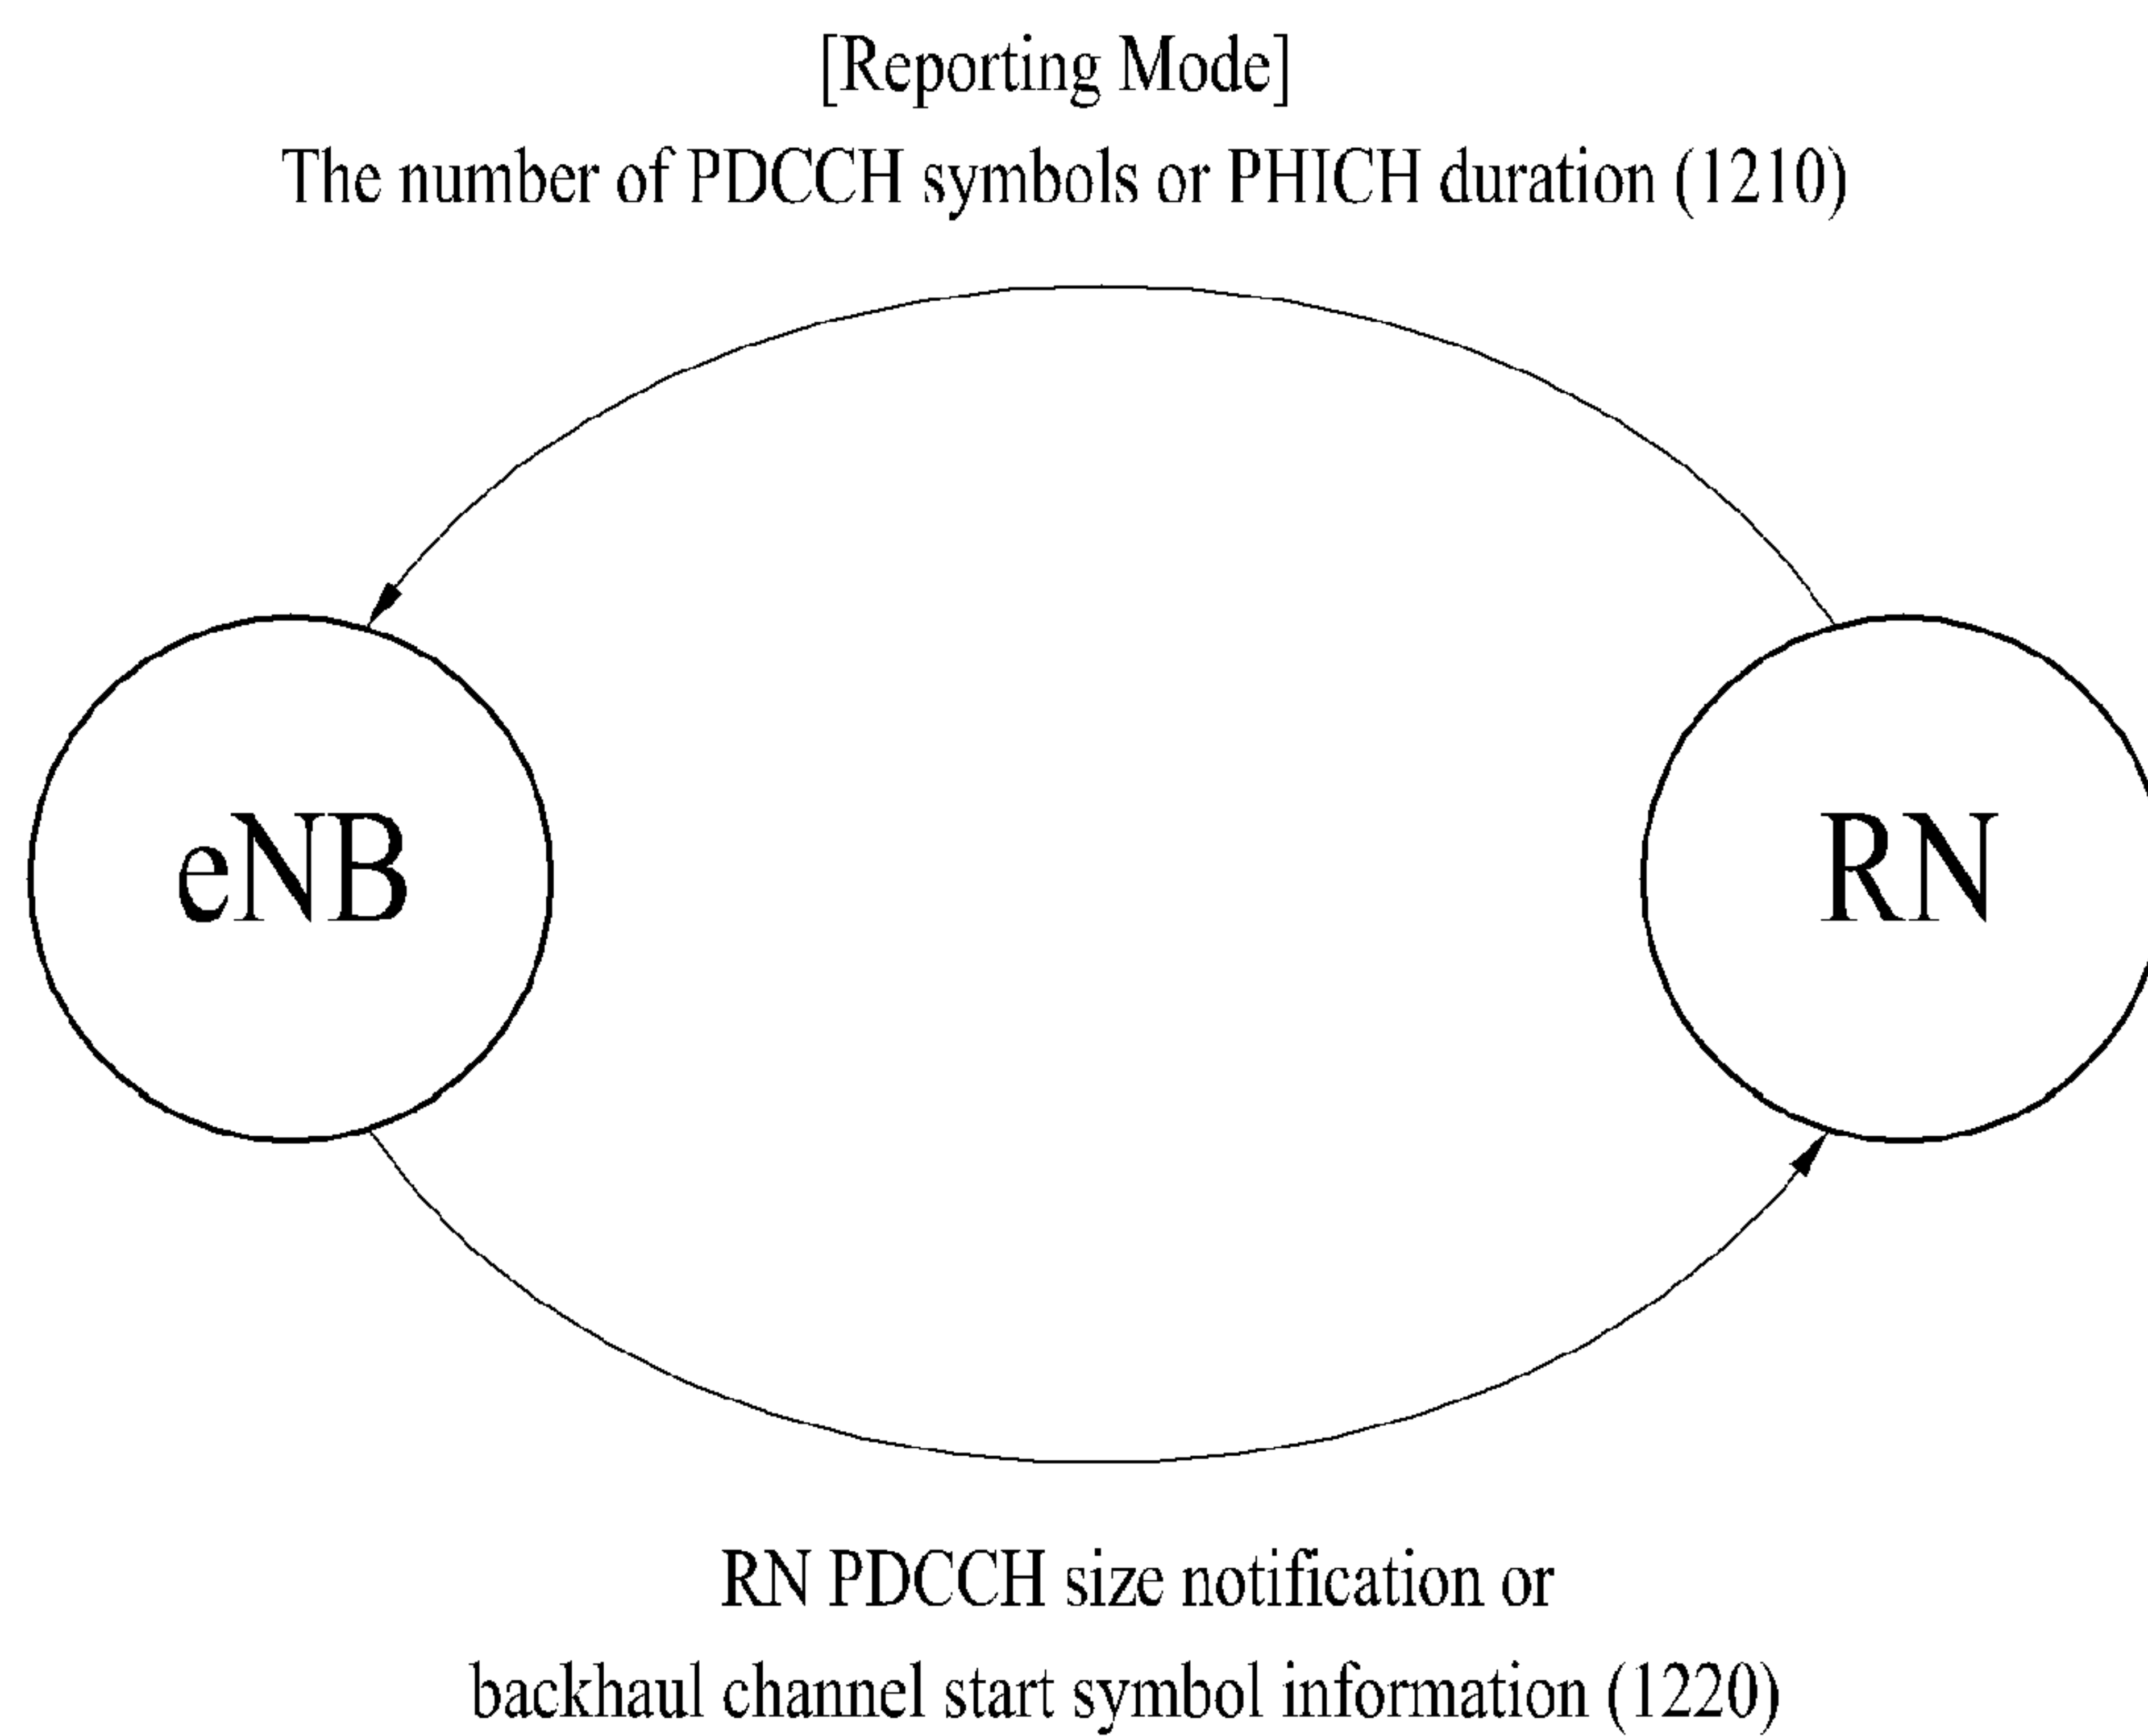 [Reporting Mode]
The number of PDCCH symbols or PHICH duration (1210)
eNB
RN
RN PDCCH size notification or
backhaul channel start symbol information (1220)